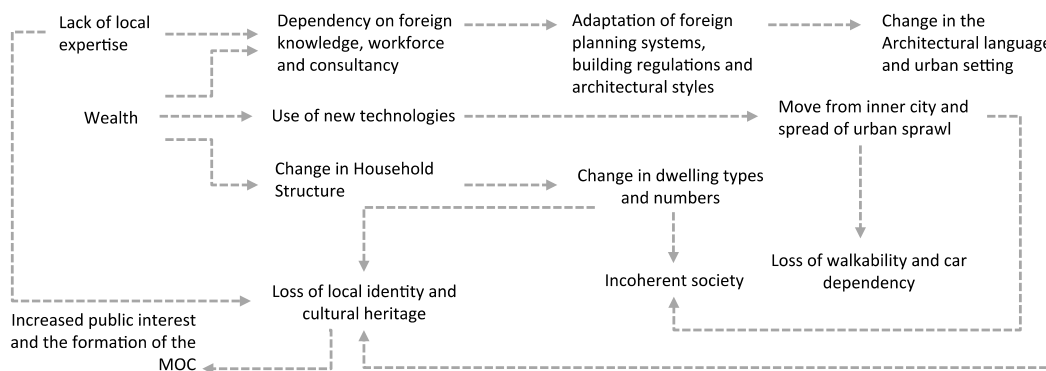 Lack of local
expertise
Dependency on foreign
knowledge, workforce
and consultancy
Adaptation of foreign
planning systems,
building regulations and
architectural styles
Change in the
Architectural language
and urban setting
Wealth
Use of new technologies
Move from inner city and
spread of urban sprawl
Change in Household
Structure
Change in dwelling types
and numbers
Loss of walkability and car
dependency
Incoherent society
Loss of local identity and
cultural heritage
Increased public interest
and the formation of the
MOC